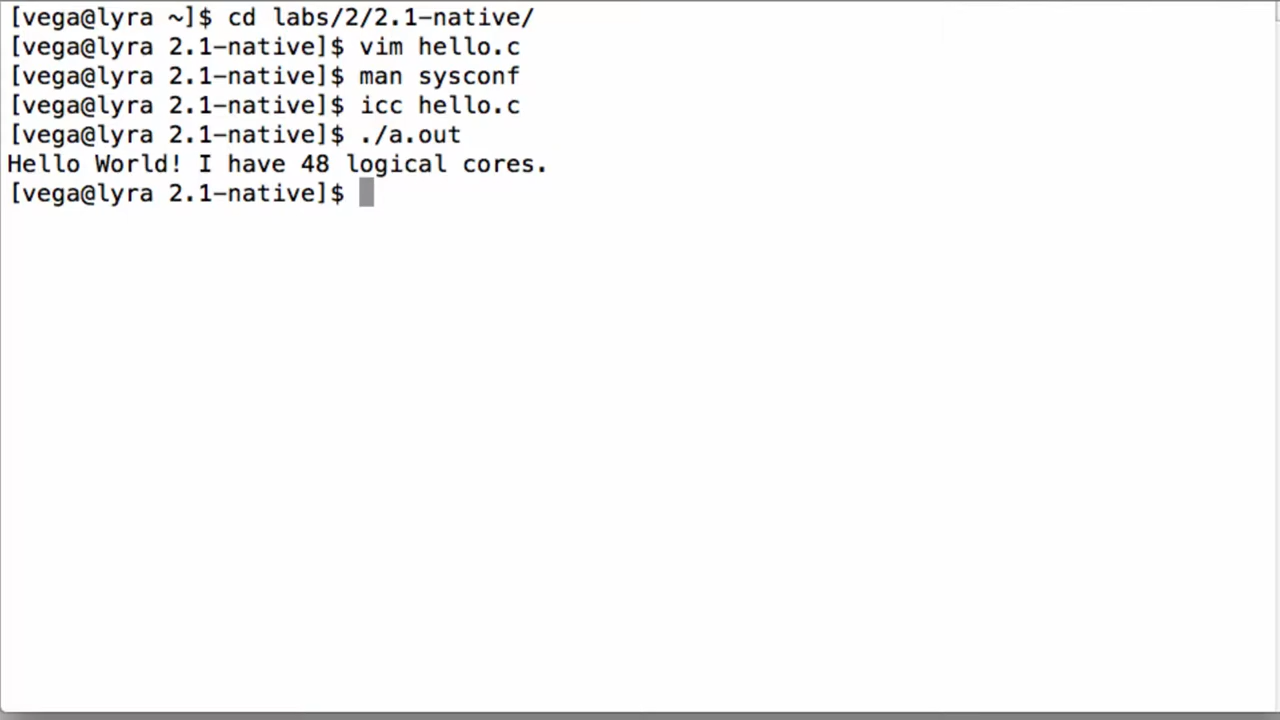 [vega@lyra ~]$ cd labs/2/2.1-native/
[vega@lyra 2.1-native]$ vim hello.c
[vega@lyra 2.1-native]$ man sysconf
[vega@lyra 2.1-native]$ icc hello.c
[vega@lyra 2.1-native]$ ./a.out
Hello World! I have 48 logical cores.
[vega@lyra 2.1-native]$